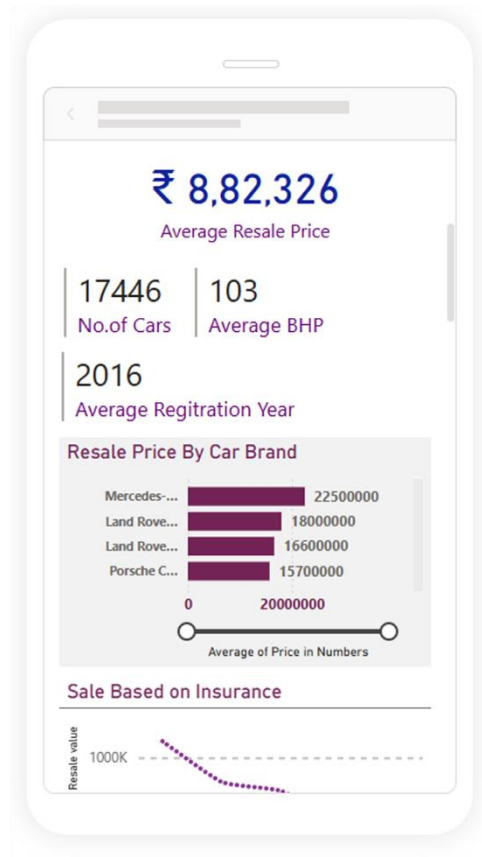 ₹ 8,82,326
Average Resale Price
17446 103
No.of Cars Average BHP
2016
Average Regitration Year
Resale Price By Car Brand
Mercedes-... 22500000
Land Rove... 18000000
Land Rove... 16600000
Porsche C... 15700000
0 20000000
Average of Price in Numbers
Sale Based on Insurance
Resale value
1000K